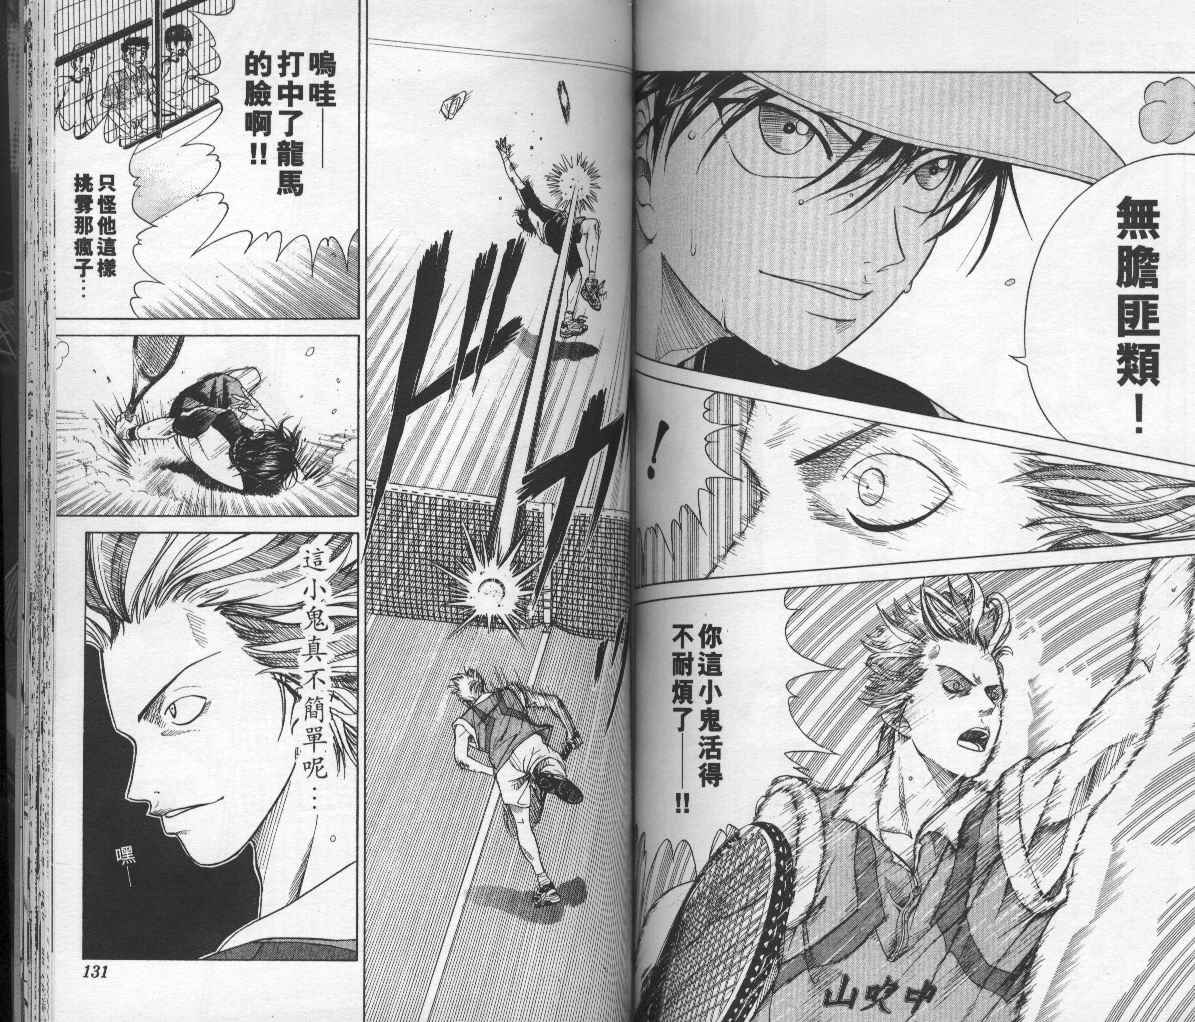 無膽匪類！
！
你這小鬼活得
不耐煩了——!!
山吹中
ドドッ
嗚哇——
打中了龍馬
的臉啊!!
只怪他這樣
挑釁那瘋子…
這小鬼真不簡單呢…
嘿—
131